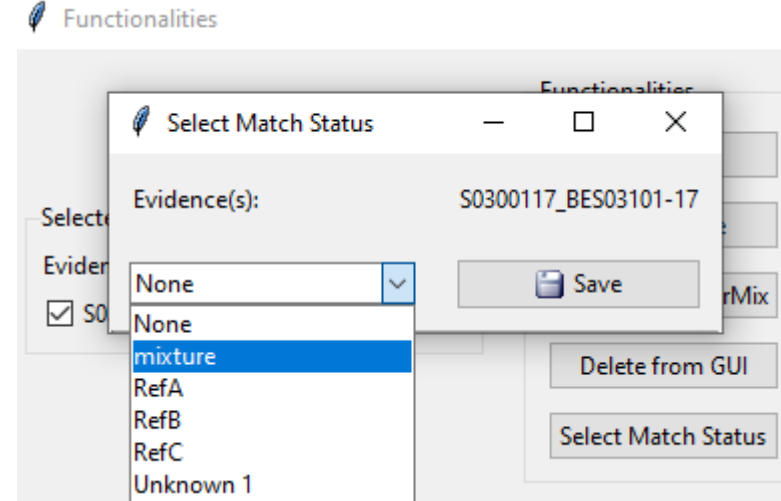 Functionalities
Functionalities
Select Match Status
Evidence(s): S0300117_BES03101-17
None
Save
None
mixture
RefA
RefB
RefC
Unknown 1
Delete from GUI
Select Match Status